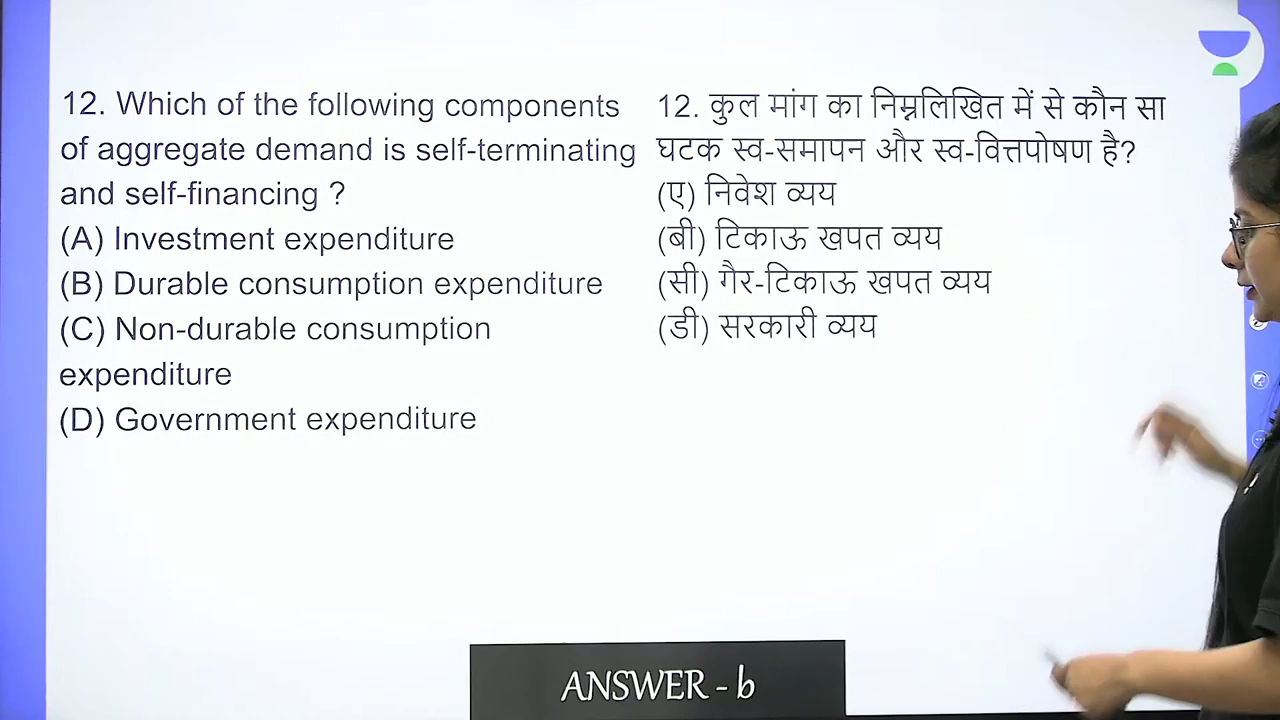 12. Which of the following components
of aggregate demand is self-terminating
and self-financing ?
(A) Investment expenditure
(B) Durable consumption expenditure
(C) Non-durable consumption
expenditure
(D) Government expenditure
12. कुल मांग का निम्नलिखित में से कौन सा
घटक स्व-समापन और स्व-वित्तपोषण है?
(ए) निवेश व्यय
(बी) टिकाऊ खपत व्यय
(सी) गैर-टिकाऊ खपत व्यय
(डी) सरकारी व्यय
ANSWER - b